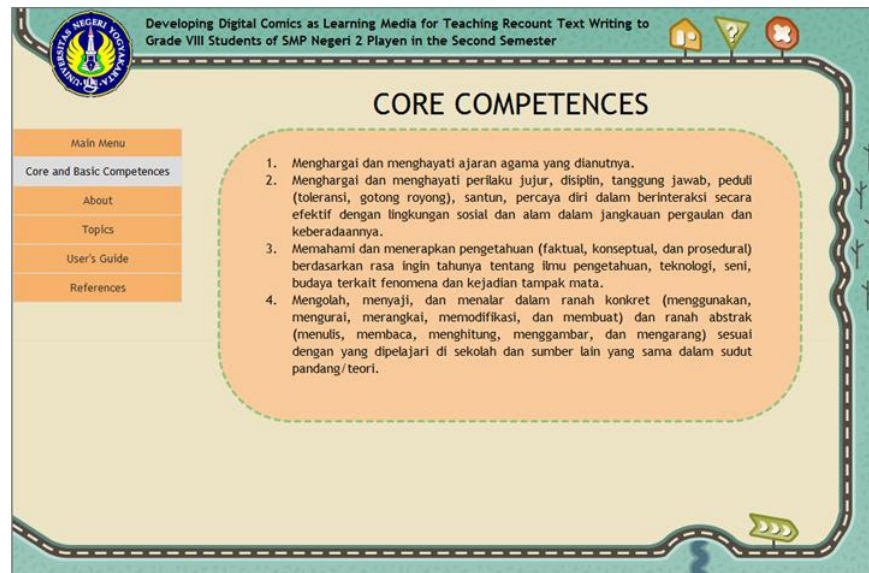 UNIVERSITAS NEGERI YOGYAKARTA
Developing Digital Comics as Learning Media for Teaching Recount Text Writing to
Grade VIII Students of SMP Negeri 2 Playen in the Second Semester
?
CORE COMPETENCES
Main Menu
Core and Basic Competences
About
Topics
User's Guide
References
1. Menghargai dan menghayati ajaran agama yang dianutnya.
2. Menghargai dan menghayati perilaku jujur, disiplin, tanggung jawab, peduli
(toleransi, gotong royong), santun, percaya diri dalam berinteraksi secara
efektif dengan lingkungan sosial dan alam dalam jangkauan pergaulan dan
keberadaannya.
3. Memahami dan menerapkan pengetahuan (faktual, konseptual, dan prosedural)
berdasarkan rasa ingin tahunya tentang ilmu pengetahuan, teknologi, seni,
budaya terkait fenomena dan kejadian tampak mata.
4. Mengolah, menyaji, dan menalar dalam ranah konkret (menggunakan,
mengurai, merangkai, memodifikasi, dan membuat) dan ranah abstrak
(menulis, membaca, menghitung, menggambar, dan mengarang) sesuai
dengan yang dipelajari di sekolah dan sumber lain yang sama dalam sudut
pandang/teori.